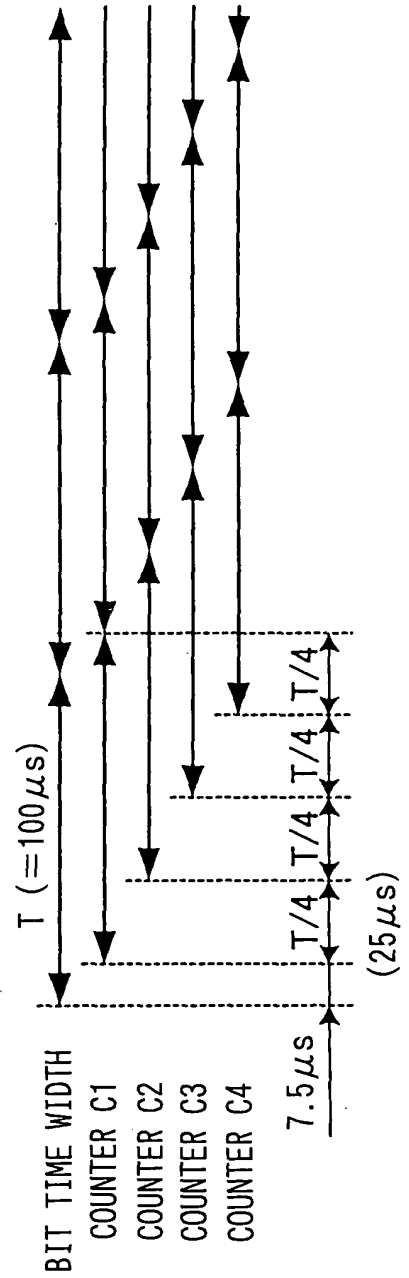 T (=100μs)
BIT TIME WIDTH
COUNTER C1
COUNTER C2
COUNTER C3
COUNTER C4
7.5μs
T/4
T/4
T/4
T/4
(25μs)